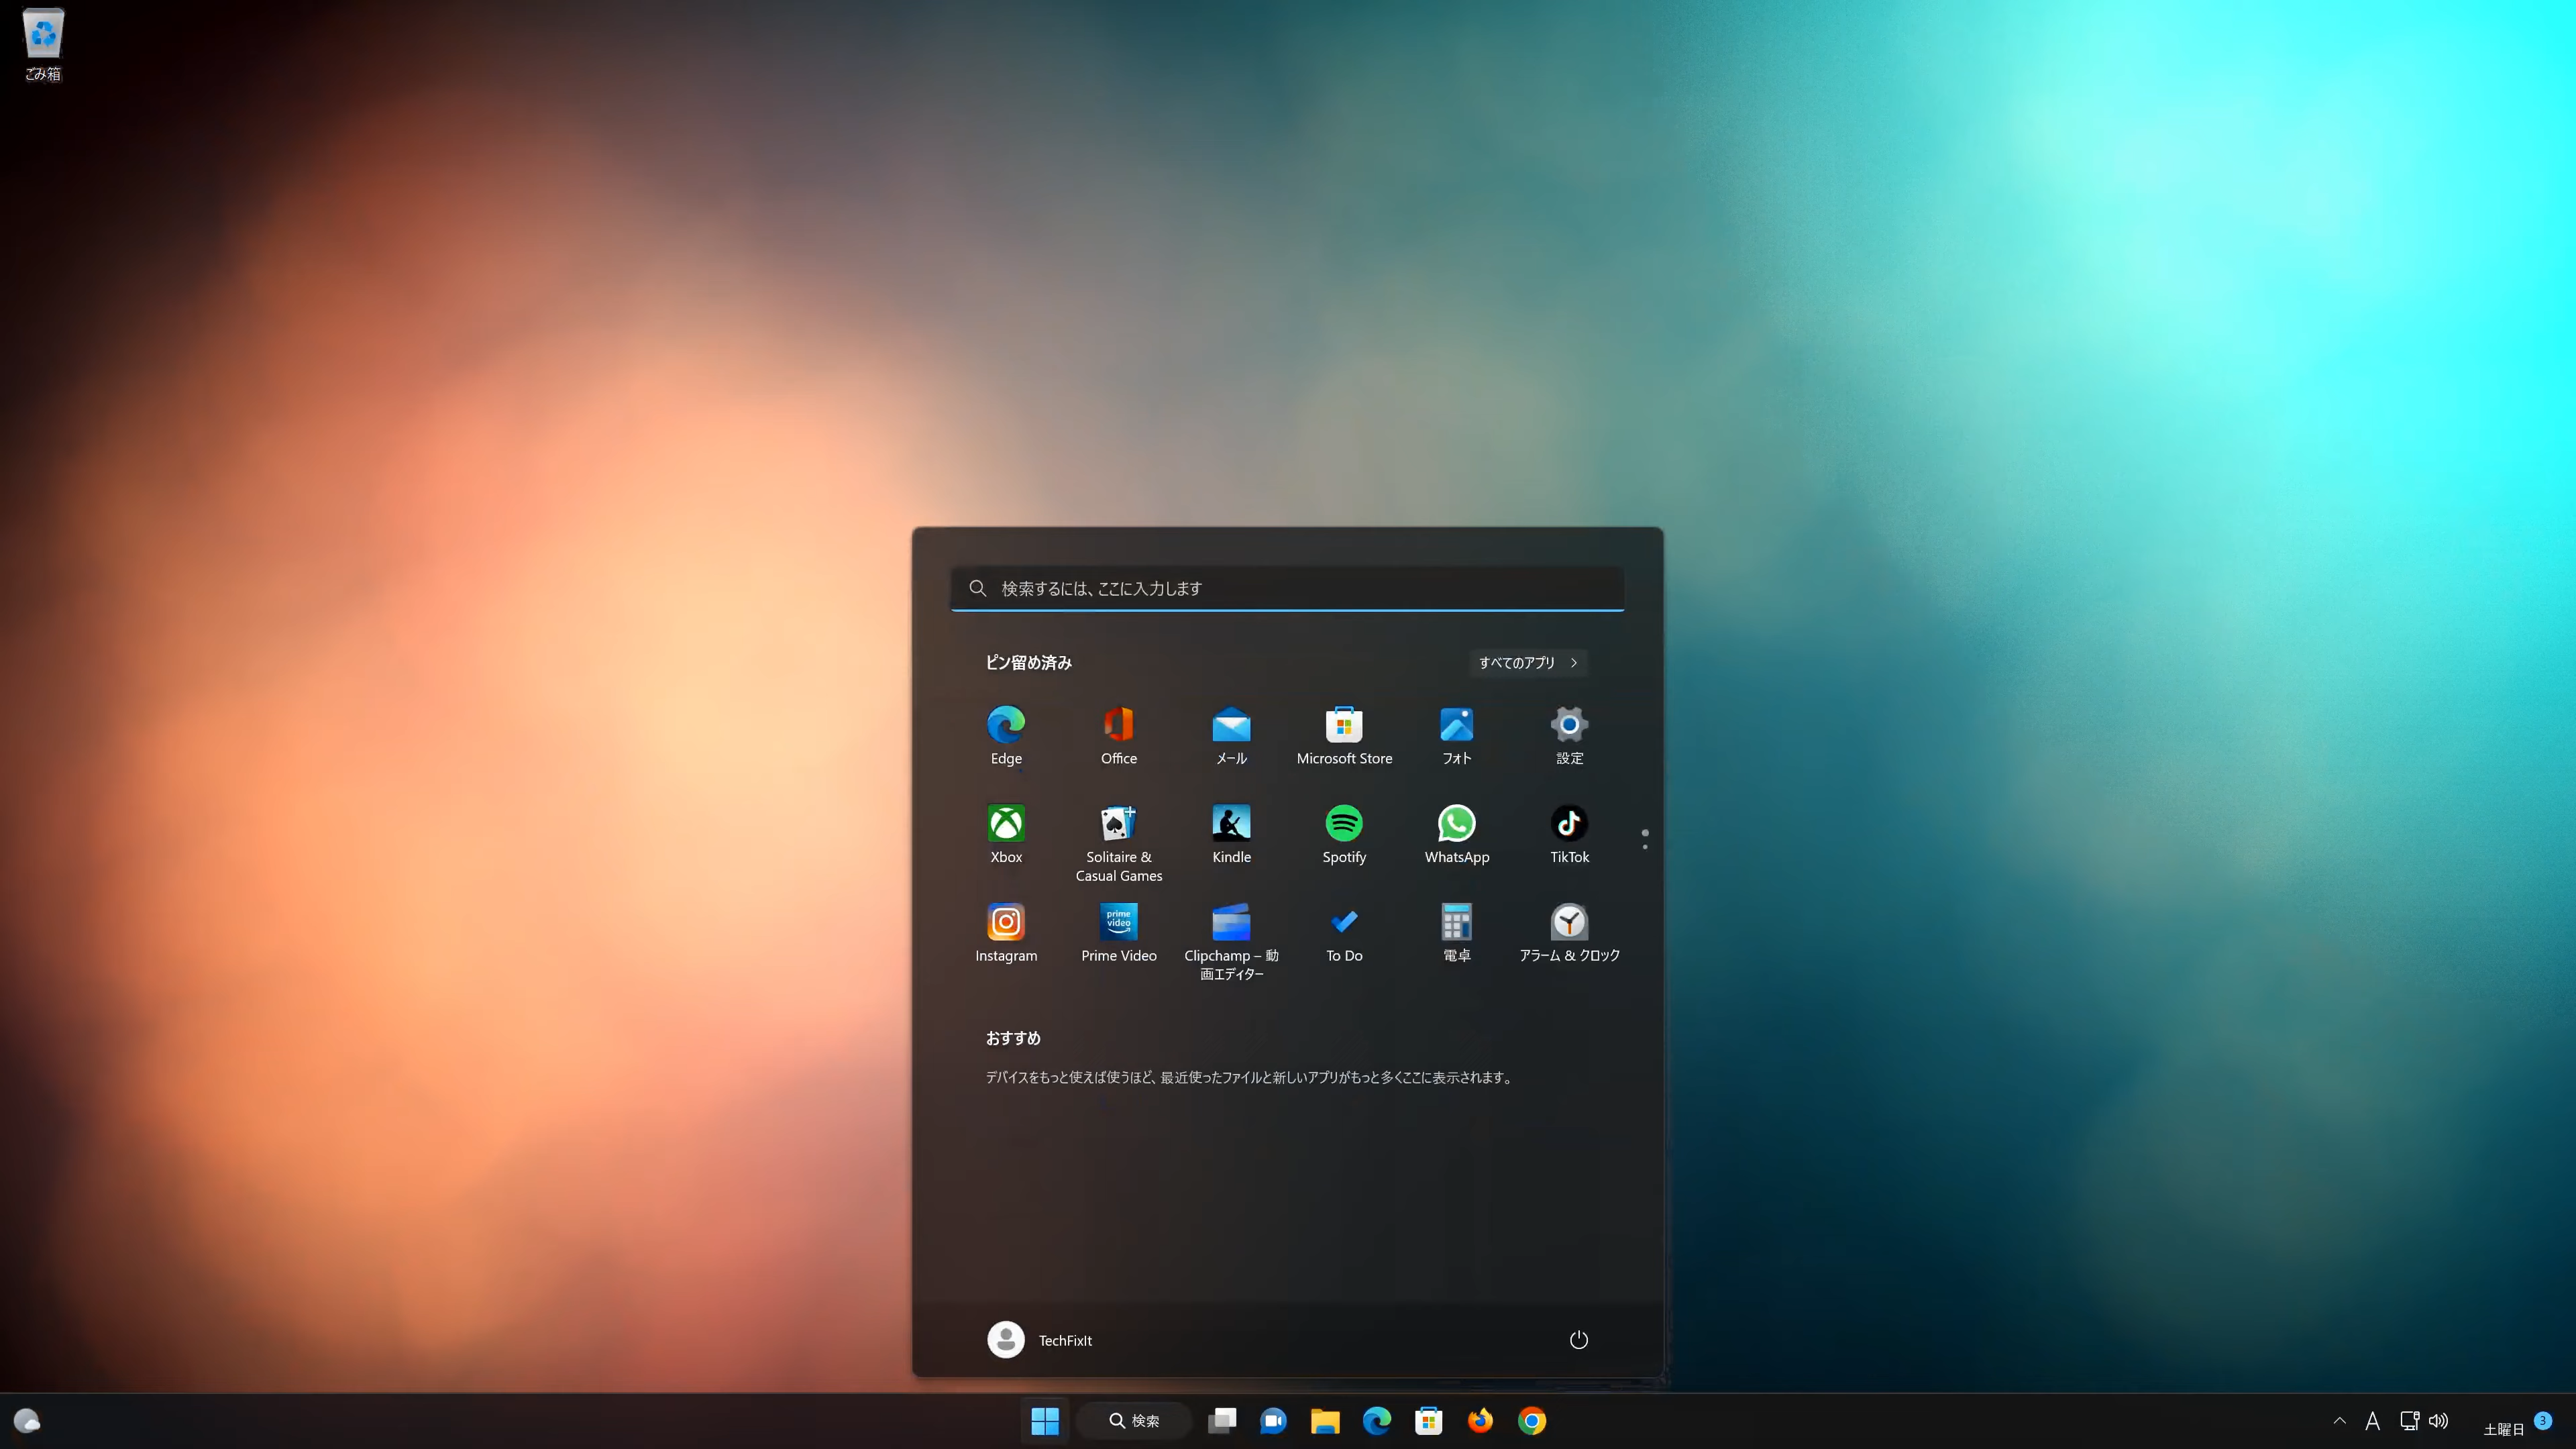 ごみ箱
検索するには、ここに入力します
ピン留め済み
すべてのアプリ
Edge
Office
メール
Microsoft Store
フォト
設定
Xbox
Solitaire &
Casual Games
Kindle
Spotify
WhatsApp
TikTok
Instagram
prime
video
Prime Video
Clipchamp – 動
画エディター
To Do
電卓
アラーム & クロック
おすすめ
デバイスをもっと使えば使うほど、最近使ったファイルと新しいアプリがもっと多くここに表示されます。
TechFixIt
検索
A
土曜日
3